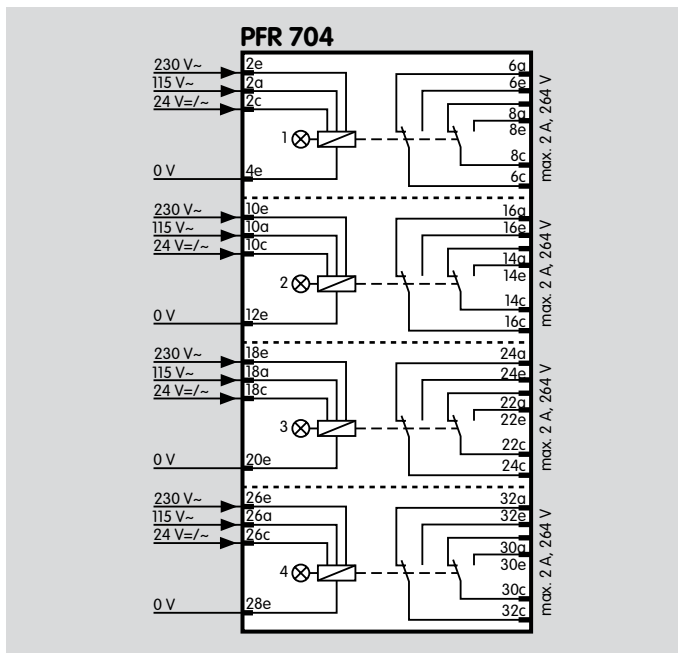 PFR 704
230 V~ 2e 6a
115 V~ 2a 6e
24 V=/~ 2c
8a
1 8e
8c
0 V 4e 6c
max. 2 A, 264 V
230 V~ 10e 16a
115 V~ 10a 16e
24 V=/~ 10c
14a
2 14e
14c
0 V 12e 16c
max. 2 A, 264 V
230 V~ 18e 24a
115 V~ 18a 24e
24 V=/~ 18c
22a
3 22e
22c
0 V 20e 24c
max. 2 A, 264 V
230 V~ 26e 32a
115 V~ 26a 32e
24 V=/~ 26c
30a
4 30e
30c
0 V 28e 32c
max. 2 A, 264 V